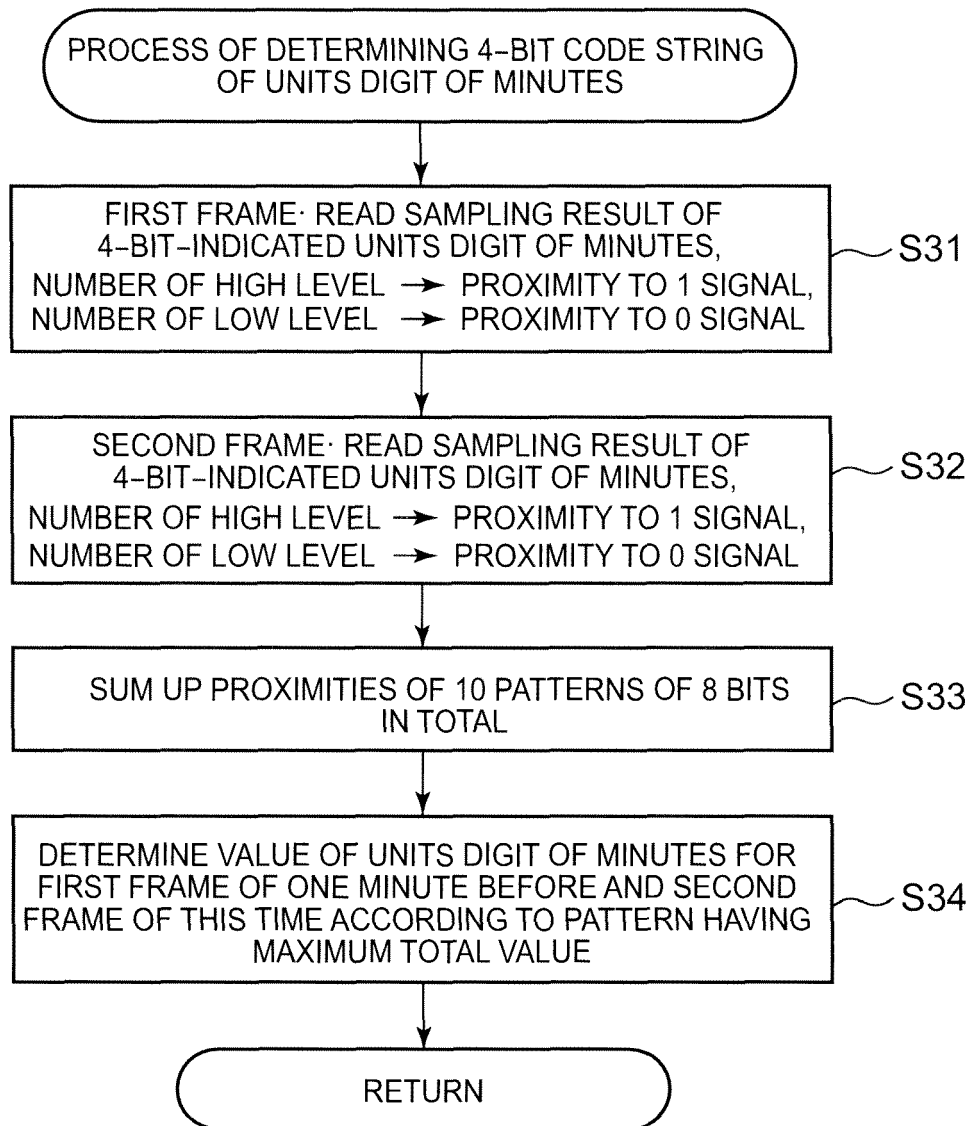 PROCESS OF DETERMINING 4-BIT CODE STRING
OF UNITS DIGIT OF MINUTES
FIRST FRAME· READ SAMPLING RESULT OF
4-BIT-INDICATED UNITS DIGIT OF MINUTES,
NUMBER OF HIGH LEVEL → PROXIMITY TO 1 SIGNAL,
NUMBER OF LOW LEVEL → PROXIMITY TO 0 SIGNAL
S31
SECOND FRAME· READ SAMPLING RESULT OF
4-BIT-INDICATED UNITS DIGIT OF MINUTES,
NUMBER OF HIGH LEVEL → PROXIMITY TO 1 SIGNAL,
NUMBER OF LOW LEVEL → PROXIMITY TO 0 SIGNAL
S32
SUM UP PROXIMITIES OF 10 PATTERNS OF 8 BITS
IN TOTAL
S33
DETERMINE VALUE OF UNITS DIGIT OF MINUTES FOR
FIRST FRAME OF ONE MINUTE BEFORE AND SECOND
FRAME OF THIS TIME ACCORDING TO PATTERN HAVING
MAXIMUM TOTAL VALUE
S34
RETURN